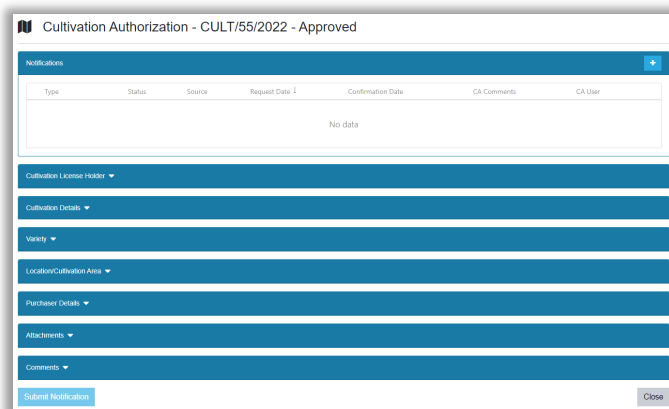 Cultivation Authorization - CULT/55/2022 - Approved
Notifications +
Type Status Source Request Date ↓ Confirmation Date CA Comments CA User
No data
Cultivation License Holder
Cultivation Details
Variety
Location/Cultivation Area
Purchaser Details
Attachments
Comments
Submit Notification Close